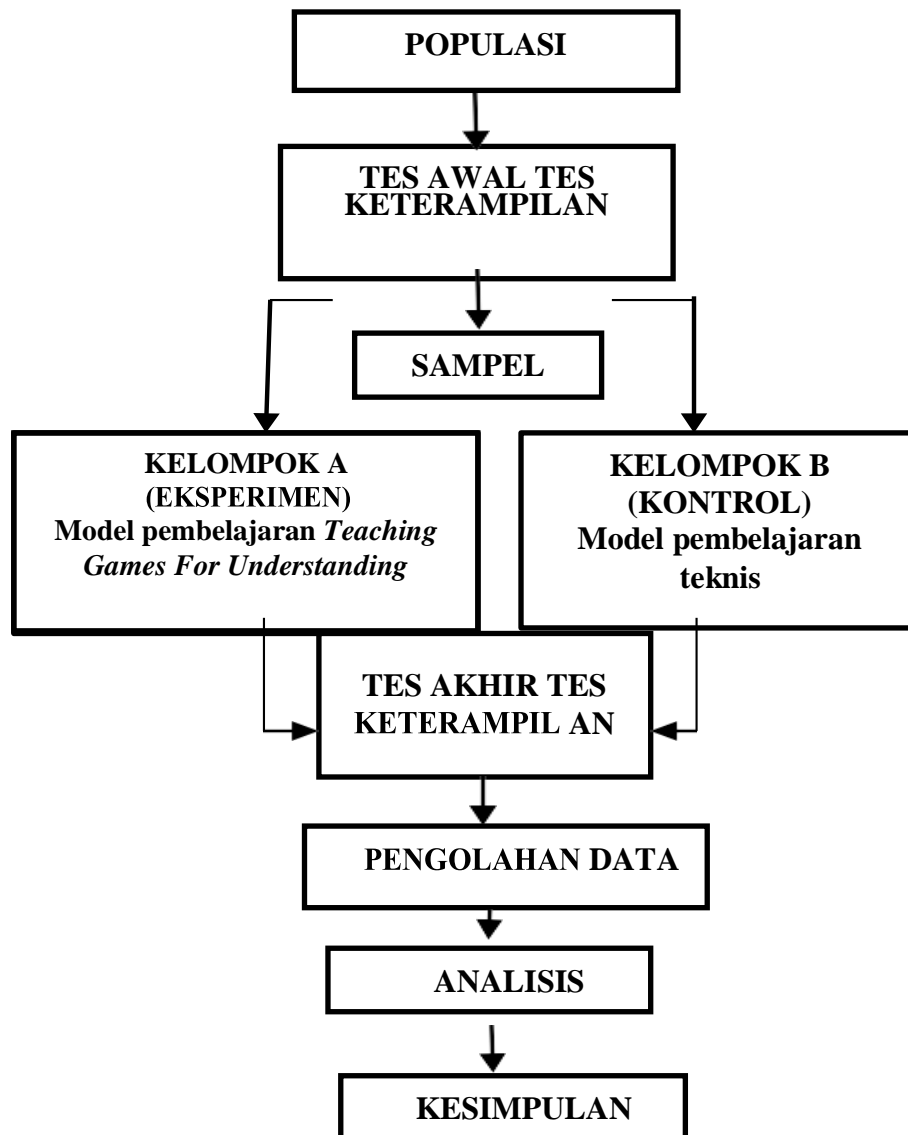 POPULASI
TES AWAL TES
KETERAMPILAN
SAMPEL
KELOMPOK A
(EKSPERIMEN)
Model pembelajaran Teaching
Games For Understanding
KELOMPOK B
(KONTROL)
Model pembelajaran
teknis
TES AKHIR TES
KETERAMPIL AN
PENGOLAHAN DATA
ANALISIS
KESIMPULAN